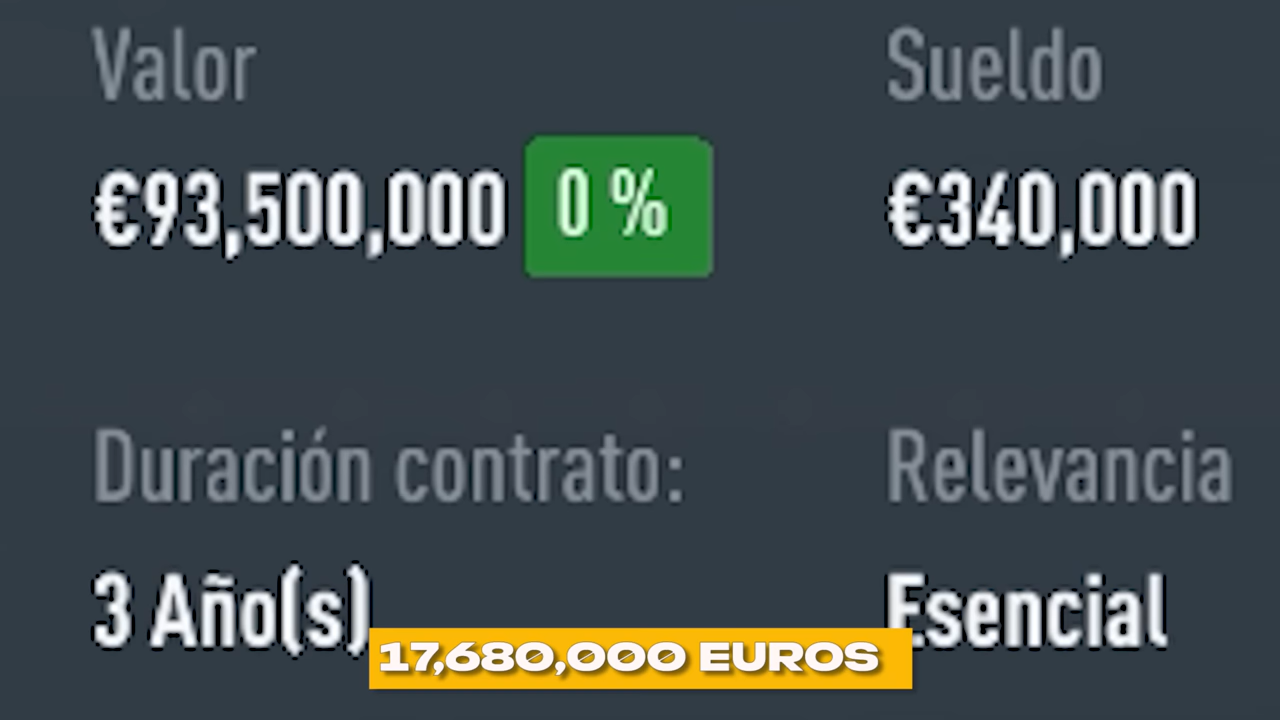 Valor
Sueldo
€93,500,000 0 %
€340,000
Duración contrato:
Relevancia
3 Año(s)
Esencial
17,680,000 EUROS